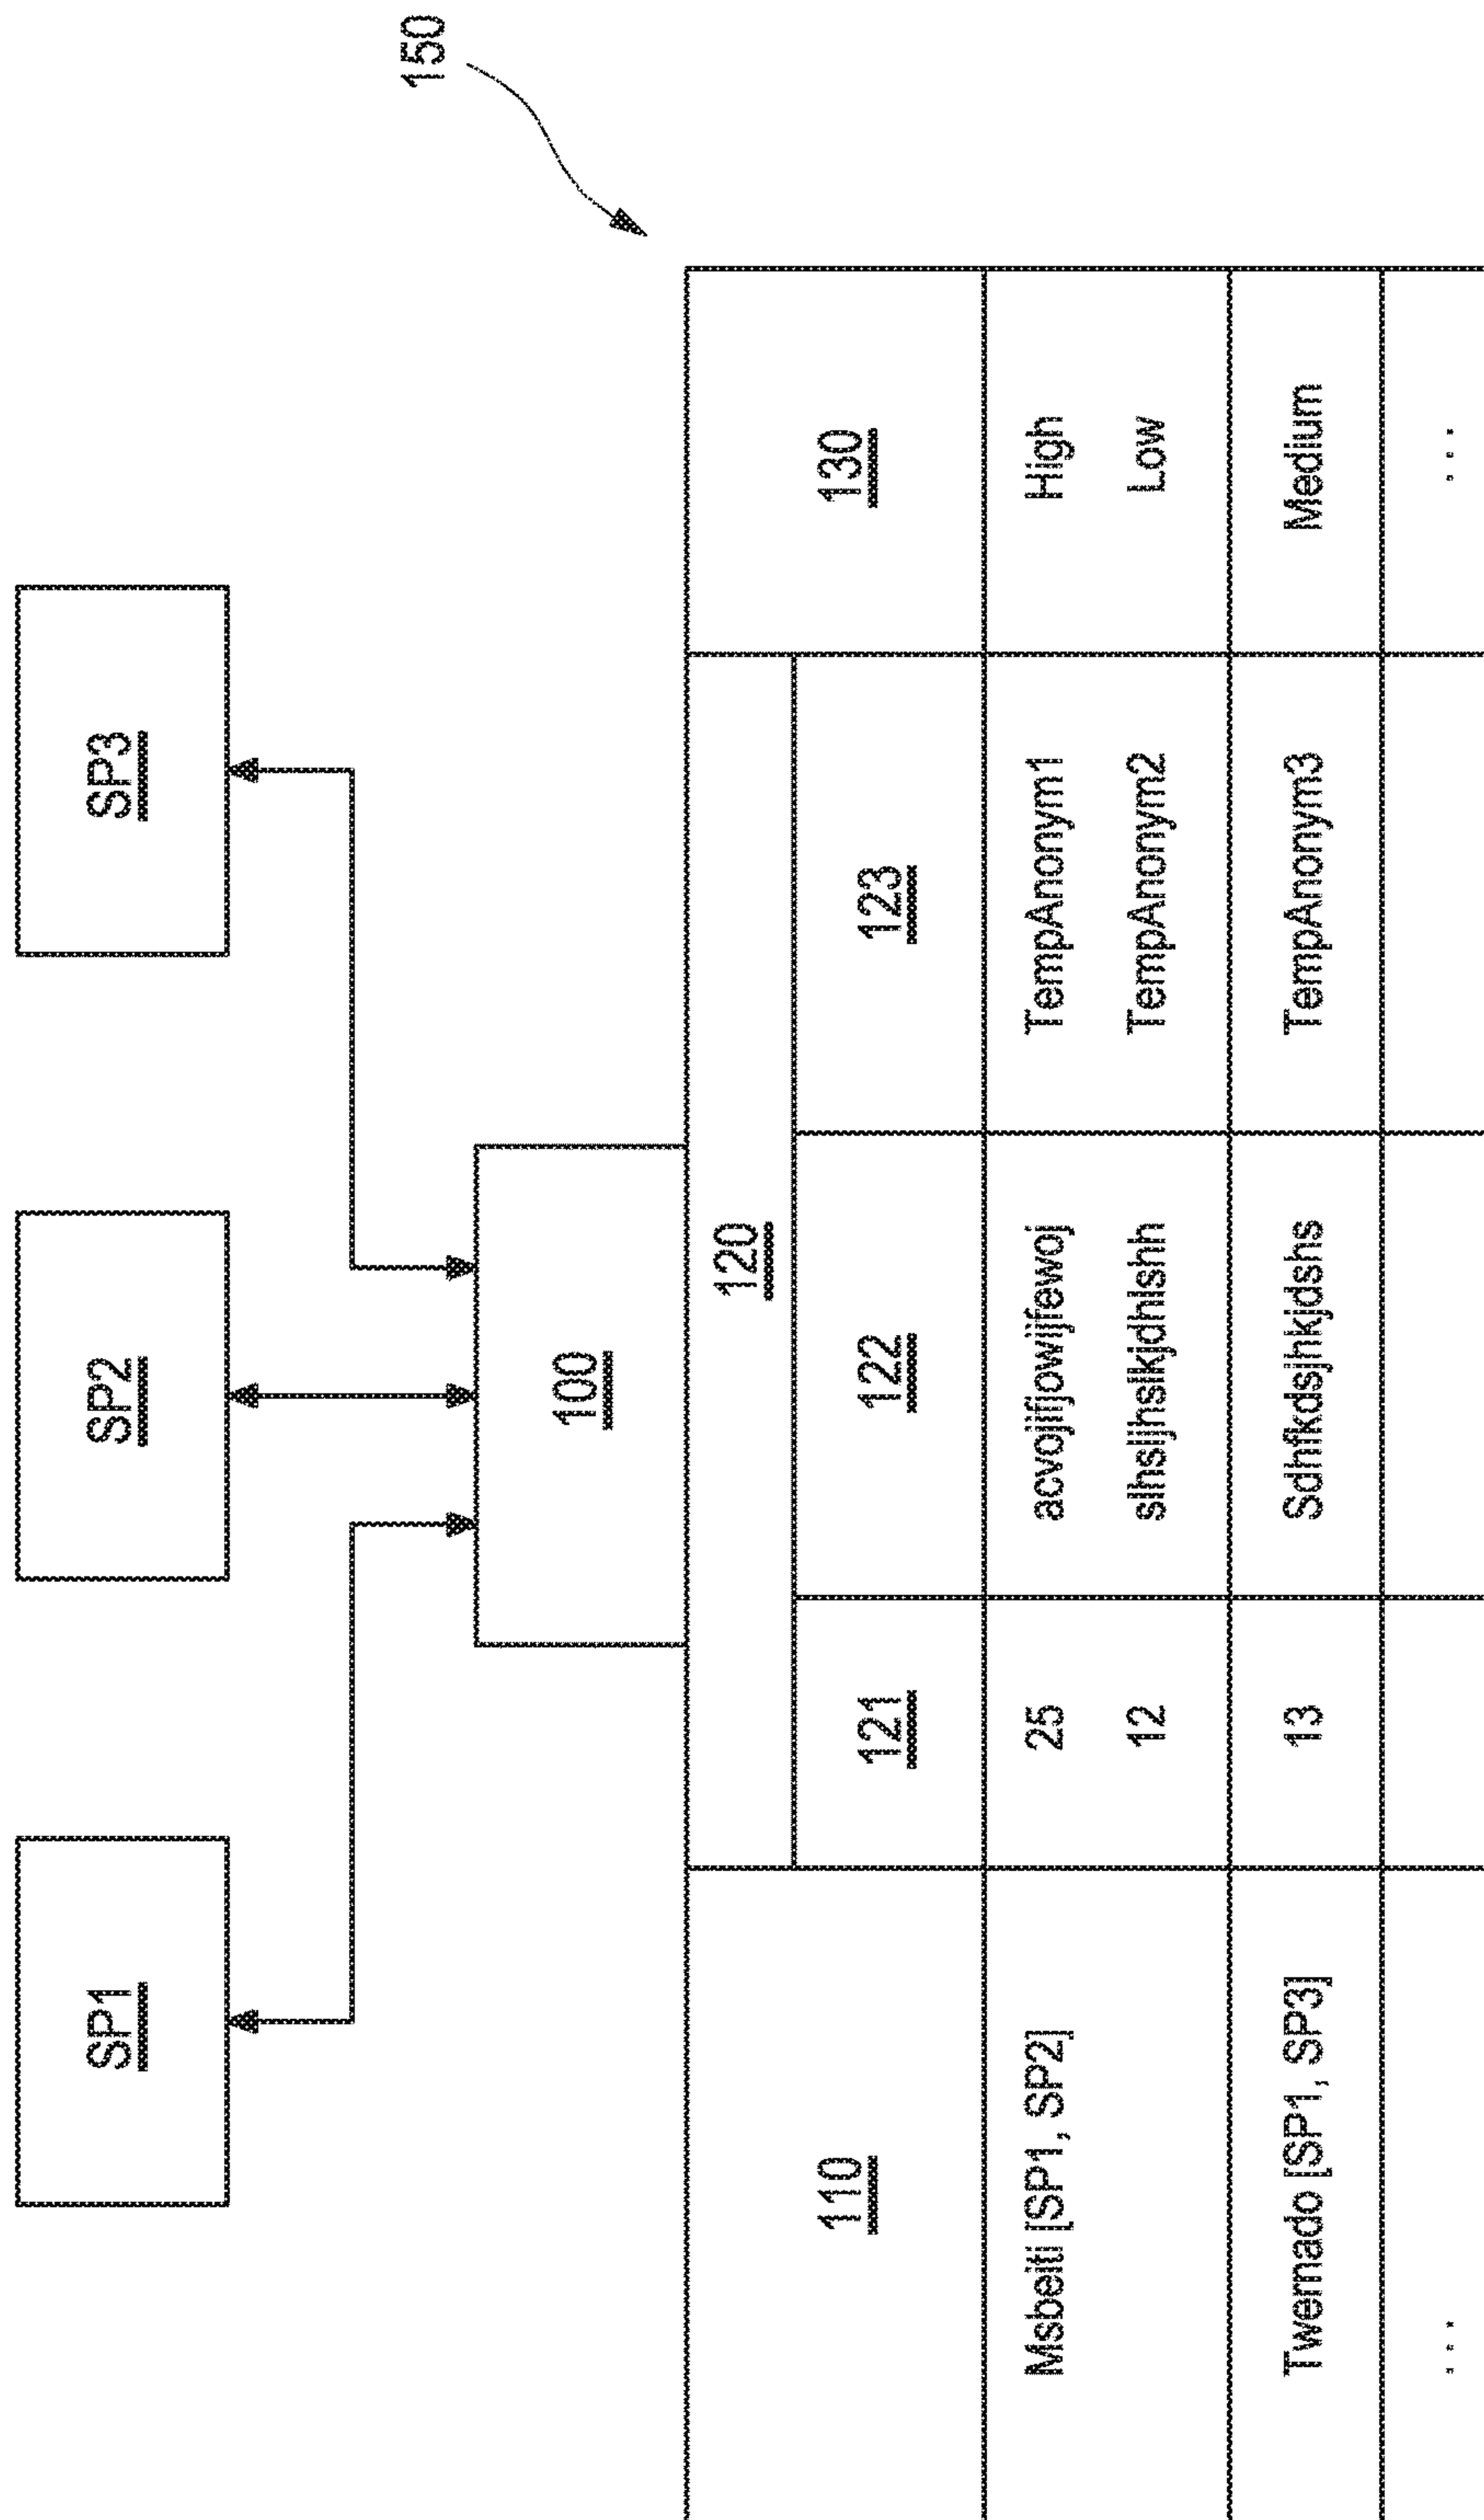 150
SP1 SP2 SP3
100
110 120 130
121 122 123
Msbeiti [SP1, SP2] 25 acvojifjowijfewoj TempAnonym1 High
12 slhsljhslkjdhlshh TempAnonym2 Low
Twernado [SP1, SP3] 13 Sdhfkdsjhkjdshs TempAnonym3 Medium
... ...